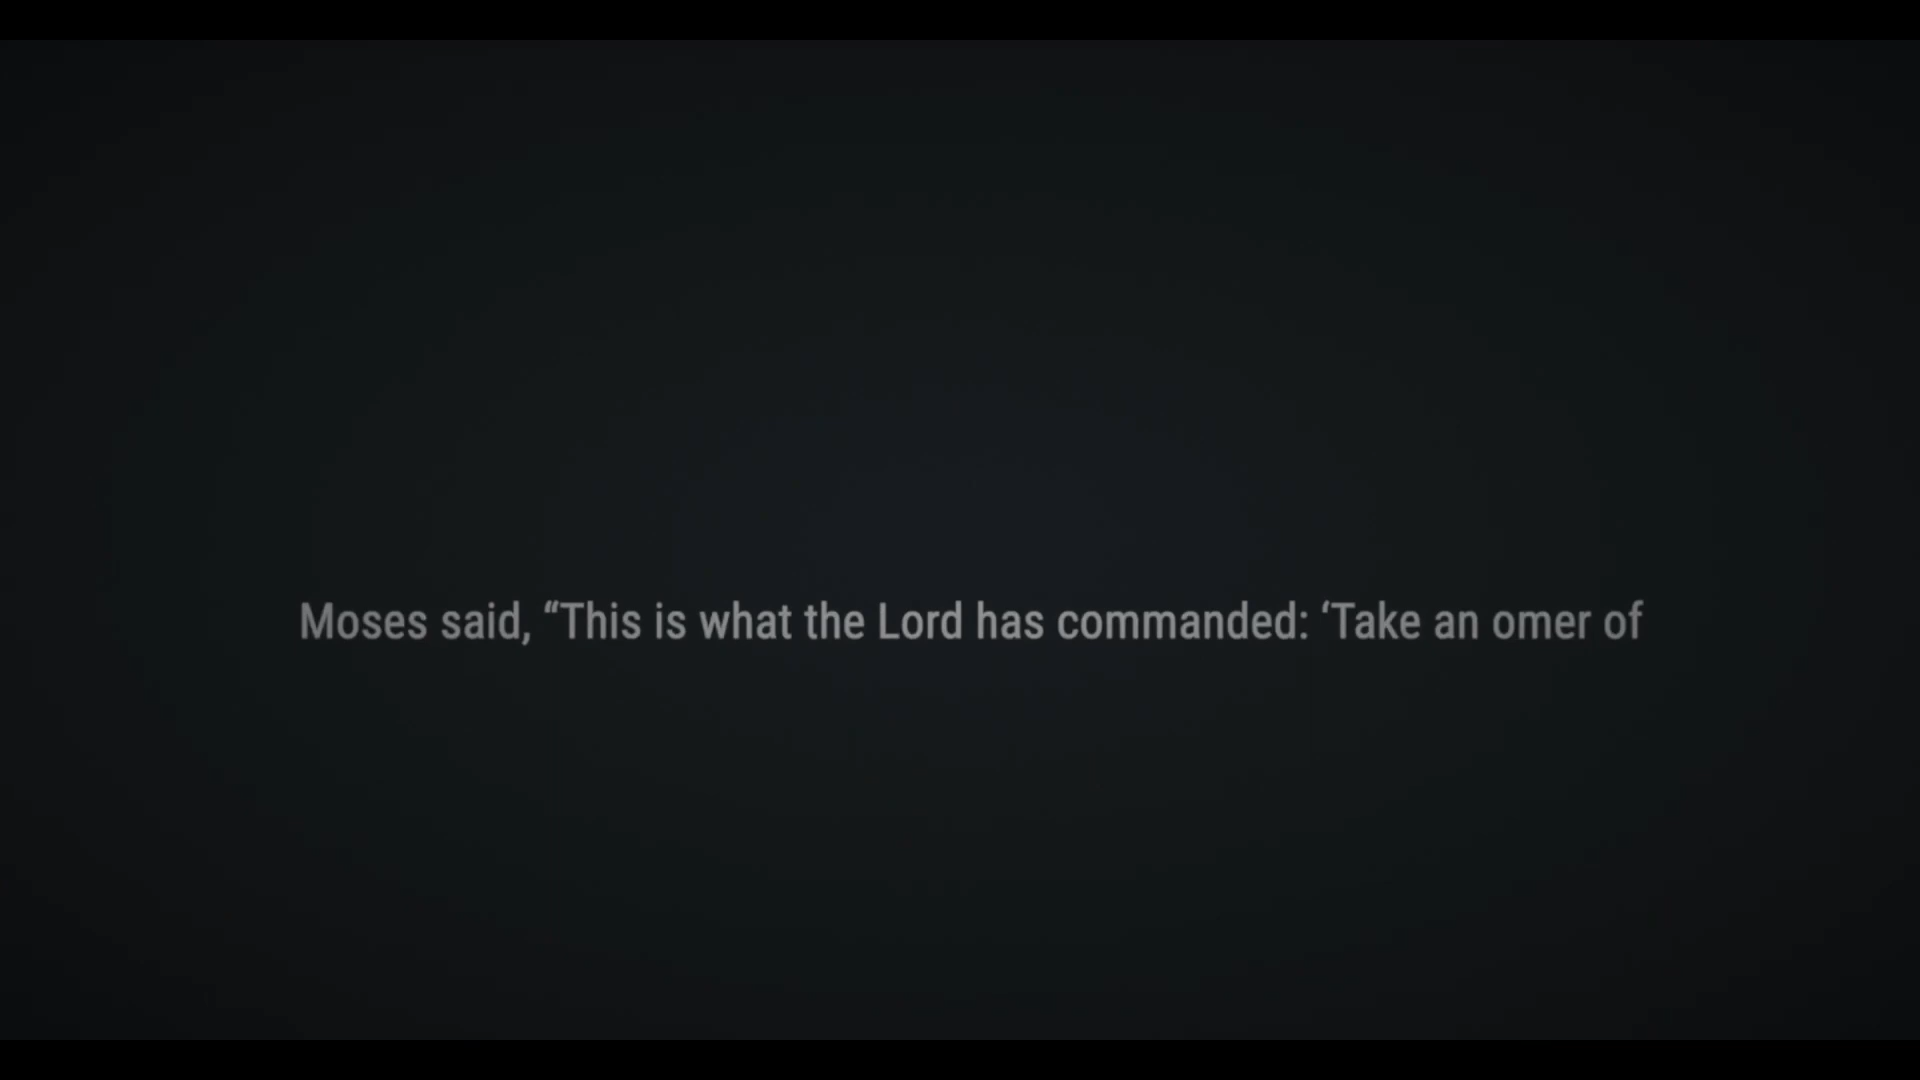 Moses said, “This is what the Lord has commanded: ‘Take an omer of